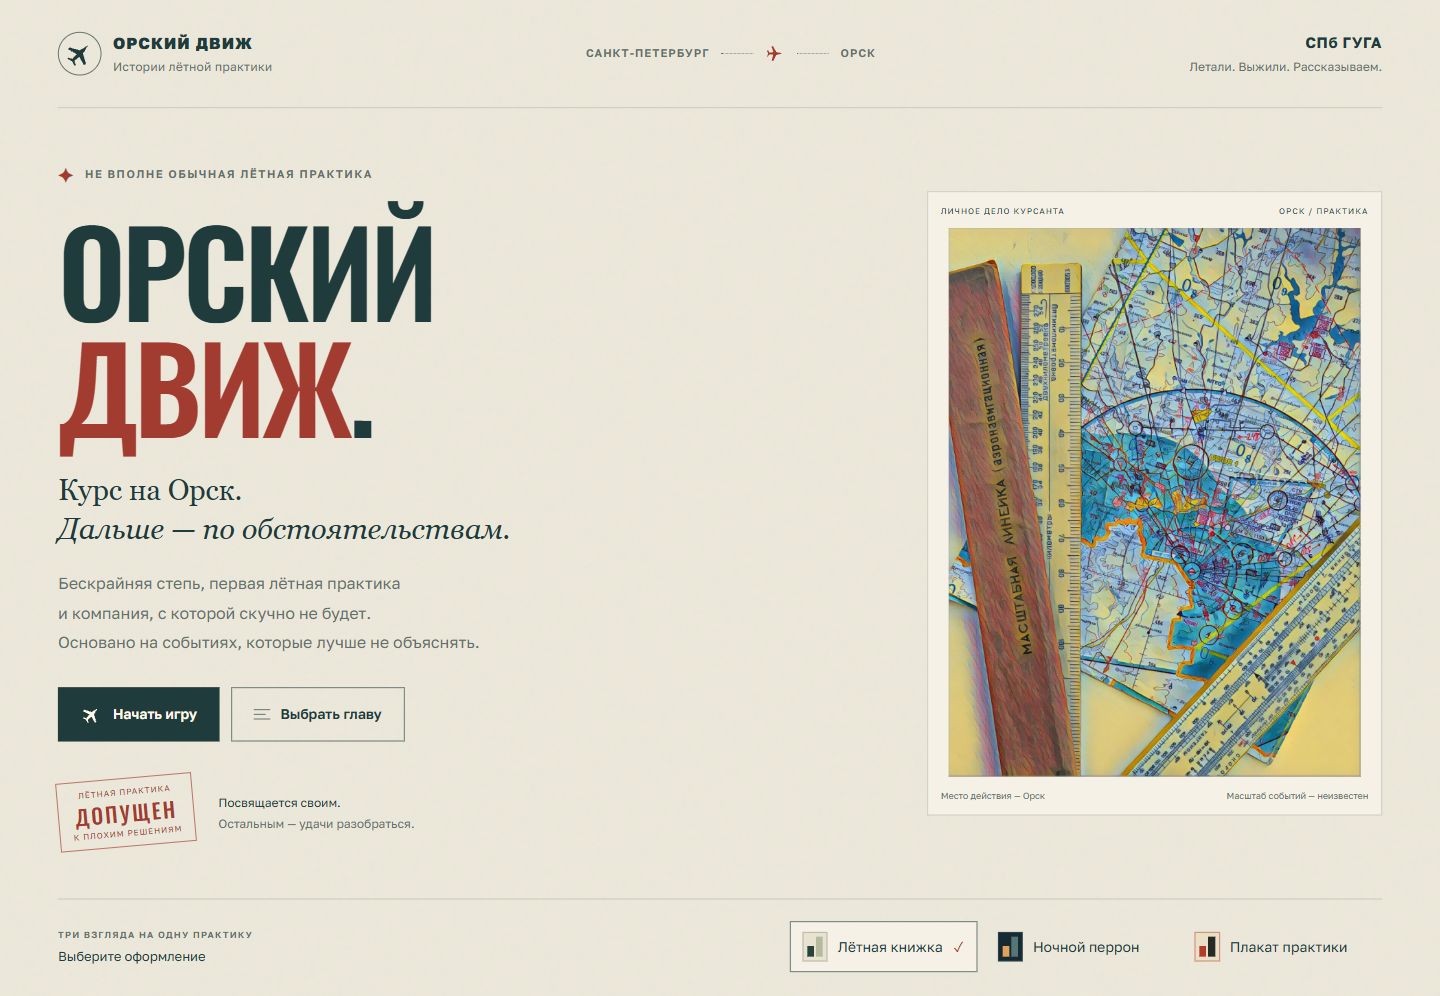 ОРСКИЙ ДВИЖ
Истории лётной практики
САНКТ-ПЕТЕРБУРГ
ОРСК
СПб ГУГА
Летали. Выжили. Рассказываем.
НЕ ВПОЛНЕ ОБЫЧНАЯ ЛЁТНАЯ ПРАКТИКА
ОРСКИЙ
ДВИЖ.
Курс на Орск.
Дальше — по обстоятельствам.
Бескрайняя степь, первая лётная практика
и компания, с которой скучно не будет.
Основано на событиях, которые лучше не объяснять.
Начать игру
Выбрать главу
ЛЁТНАЯ ПРАКТИКА
ДОПУЩЕН
К ПЛОХИМ РЕШЕНИЯМ
Посвящается своим.
Остальным — удачи разобраться.
ЛИЧНОЕ ДЕЛО КУРСАНТА
ОРСК / ПРАКТИКА
МАСШТАБНАЯ ЛИНЕЙКА (аэронавигационная)
Место действия — Орск
Масштаб событий — неизвестен
ТРИ ВЗГЛЯДА НА ОДНУ ПРАКТИКУ
Выберите оформление
Лётная книжка
Ночной перрон
Плакат практики